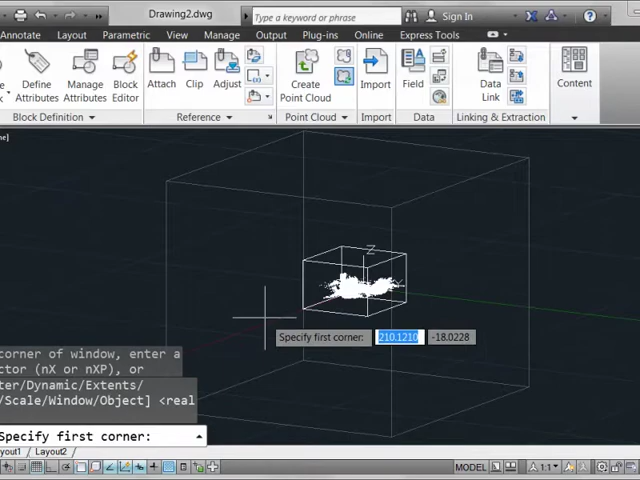 Drawing2.dwg
Type a keyword or phrase
Sign In
Annotate Layout Parametric View Manage Output Plug-ins Online Express Tools
Define Attributes
Manage Attributes
Block Editor
Attach
Clip
Adjust
Create Point Cloud
Import
Field
Data Link
Content
Block Definition
Reference
Point Cloud
Import
Data
Linking & Extraction
e]
Z
Specify first corner: 210.1210 -18.0228
corner of window, enter a
ctor (nX or nXP), or
ter/Dynamic/Extents/
/Scale/Window/Object] <real
Specify first corner:
yout1 Layout2
MODEL
1:1